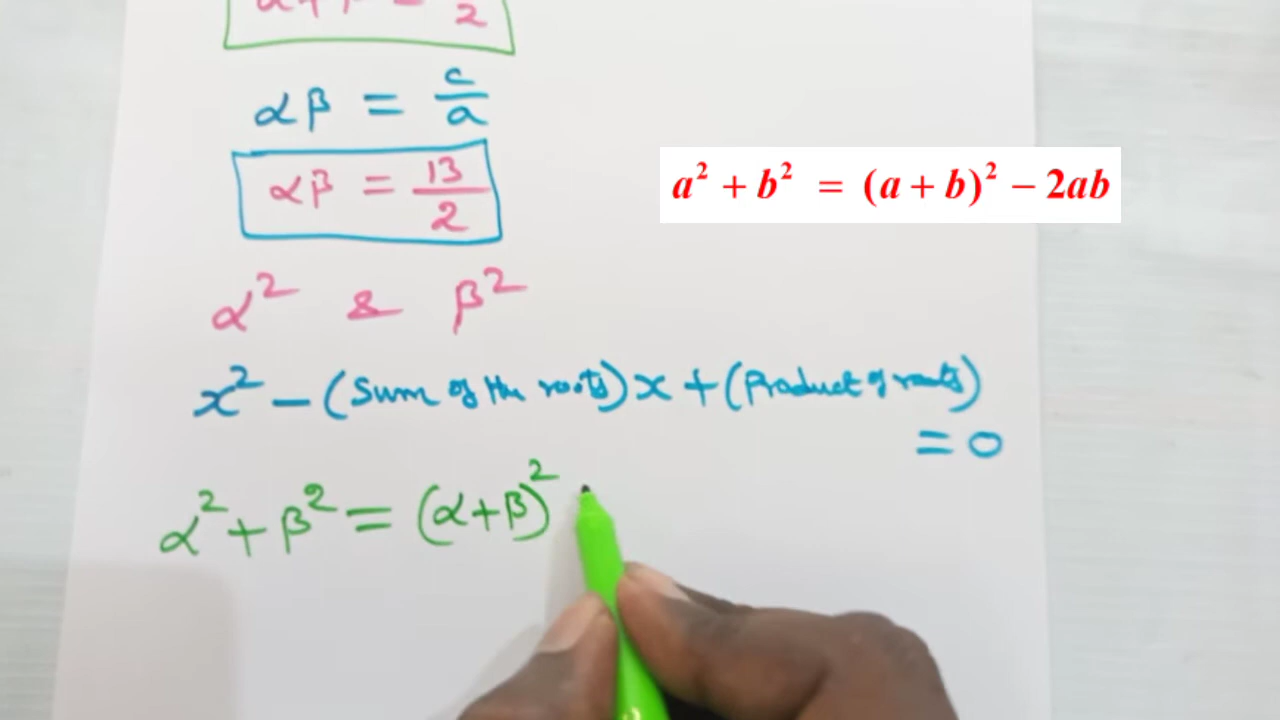 2
αβ = c/a
αβ = 13/2
a² + b² = (a + b)² − 2ab
α² & β²
x² − (Sum of the roots) x + (Product of roots)
= 0
α² + β² = (α+β)²